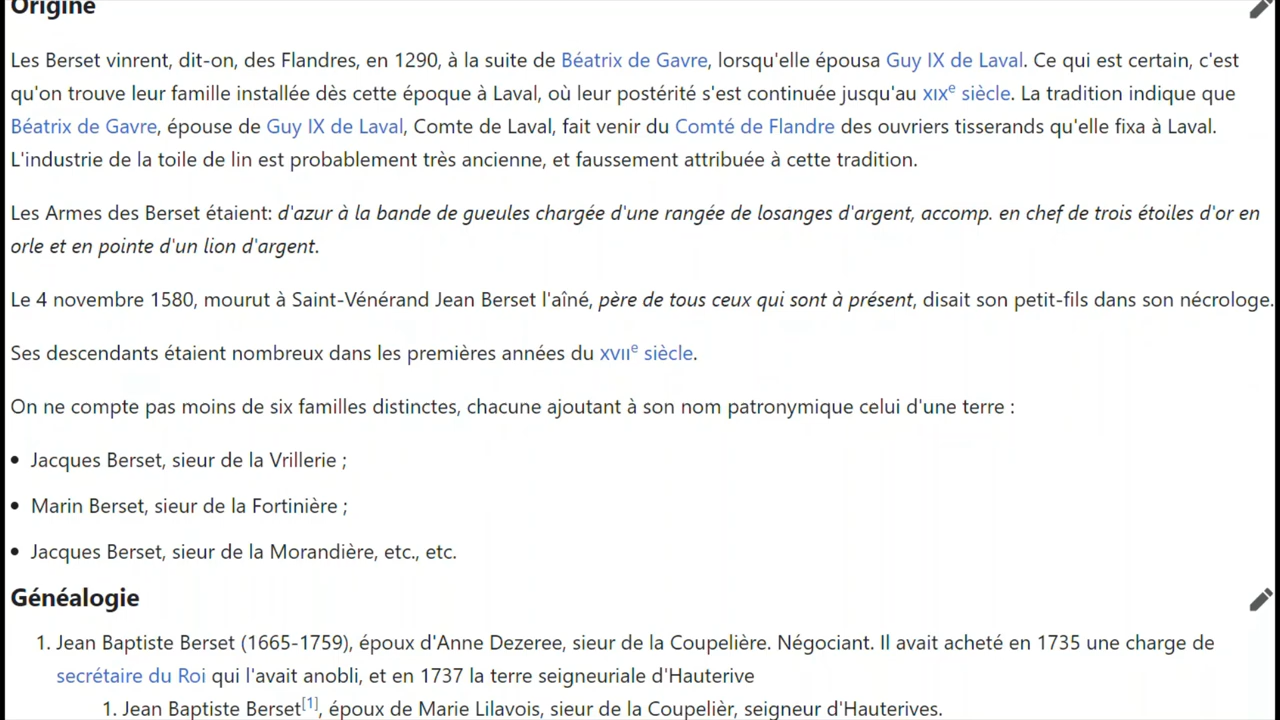 Origine
Les Berset vinrent, dit-on, des Flandres, en 1290, à la suite de Béatrix de Gavre, lorsqu'elle épousa Guy IX de Laval. Ce qui est certain, c'est
qu'on trouve leur famille installée dès cette époque à Laval, où leur postérité s'est continuée jusqu'au XIXe siècle. La tradition indique que
Béatrix de Gavre, épouse de Guy IX de Laval, Comte de Laval, fait venir du Comté de Flandre des ouvriers tisserands qu'elle fixa à Laval.
L'industrie de la toile de lin est probablement très ancienne, et faussement attribuée à cette tradition.
Les Armes des Berset étaient: d'azur à la bande de gueules chargée d'une rangée de losanges d'argent, accomp. en chef de trois étoiles d'or en
orle et en pointe d'un lion d'argent.
Le 4 novembre 1580, mourut à Saint-Vénérand Jean Berset l'aîné, père de tous ceux qui sont à présent, disait son petit-fils dans son nécrologe.
Ses descendants étaient nombreux dans les premières années du XVIIe siècle.
On ne compte pas moins de six familles distinctes, chacune ajoutant à son nom patronymique celui d'une terre :
• Jacques Berset, sieur de la Vrillerie ;
• Marin Berset, sieur de la Fortinière ;
• Jacques Berset, sieur de la Morandière, etc., etc.
Généalogie
1. Jean Baptiste Berset (1665-1759), époux d'Anne Dezeree, sieur de la Coupelière. Négociant. Il avait acheté en 1735 une charge de
secrétaire du Roi qui l'avait anobli, et en 1737 la terre seigneuriale d'Hauterive
1. Jean Baptiste Berset[1], époux de Marie Lilavois, sieur de la Coupelièr, seigneur d'Hauterives.